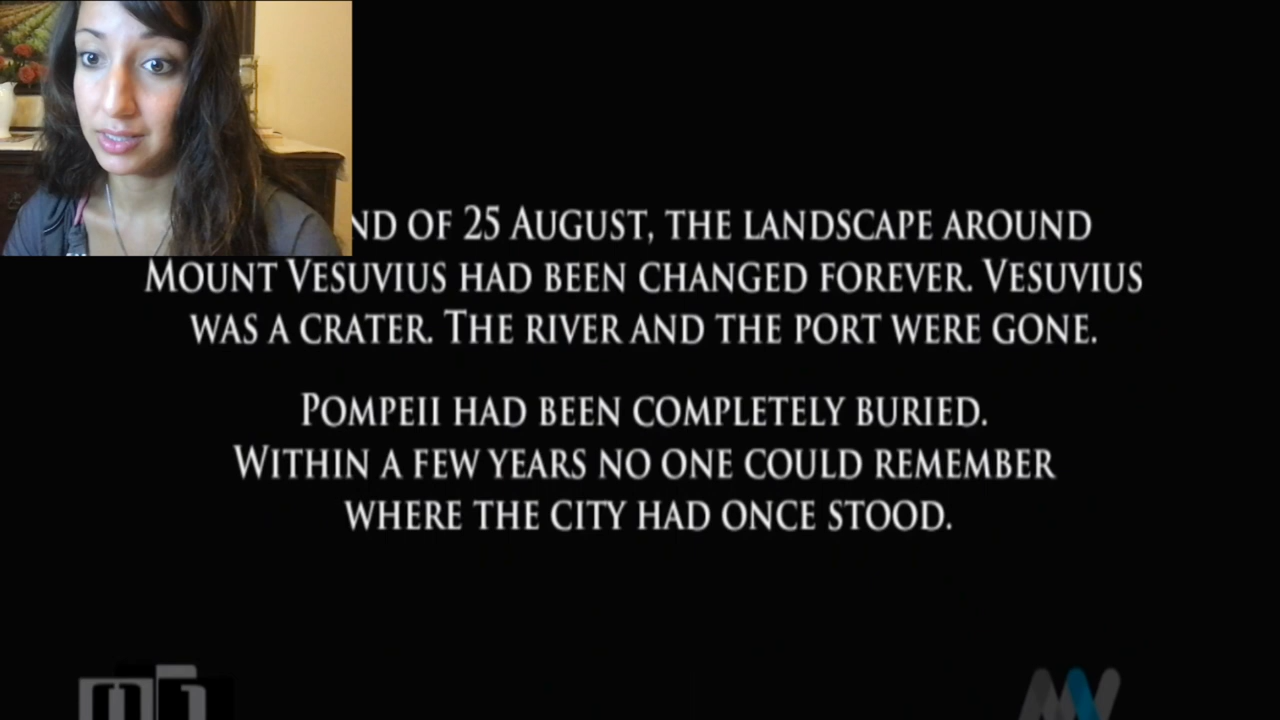 ND OF 25 AUGUST, THE LANDSCAPE AROUND
MOUNT VESUVIUS HAD BEEN CHANGED FOREVER. VESUVIUS
WAS A CRATER. THE RIVER AND THE PORT WERE GONE.
POMPEII HAD BEEN COMPLETELY BURIED.
WITHIN A FEW YEARS NO ONE COULD REMEMBER
WHERE THE CITY HAD ONCE STOOD.